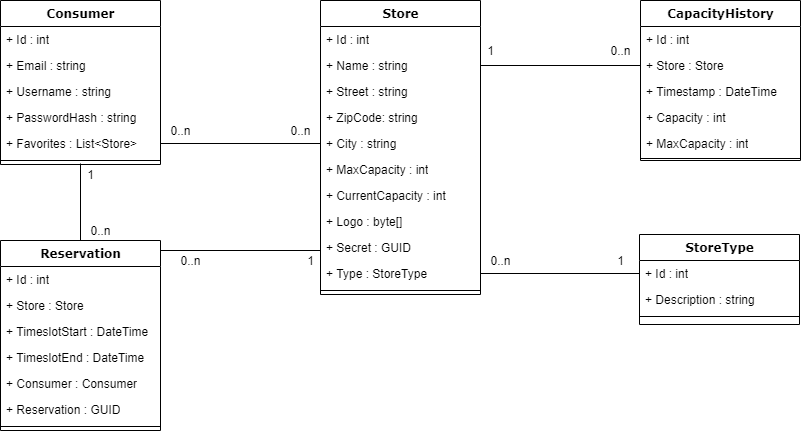 Consumer
+ Id : int
+ Email : string
+ Username : string
+ PasswordHash : string
+ Favorites : List<Store>
Store
+ Id : int
+ Name : string
+ Street : string
+ ZipCode: string
+ City : string
+ MaxCapacity : int
+ CurrentCapacity : int
+ Logo : byte[]
+ Secret : GUID
+ Type : StoreType
CapacityHistory
+ Id : int
+ Store : Store
+ Timestamp : DateTime
+ Capacity : int
+ MaxCapacity : int
0..n
0..n
1
0..n
1
0..n
0..n
1
0..n
1
Reservation
+ Id : int
+ Store : Store
+ TimeslotStart : DateTime
+ TimeslotEnd : DateTime
+ Consumer : Consumer
+ Reservation : GUID
StoreType
+ Id : int
+ Description : string